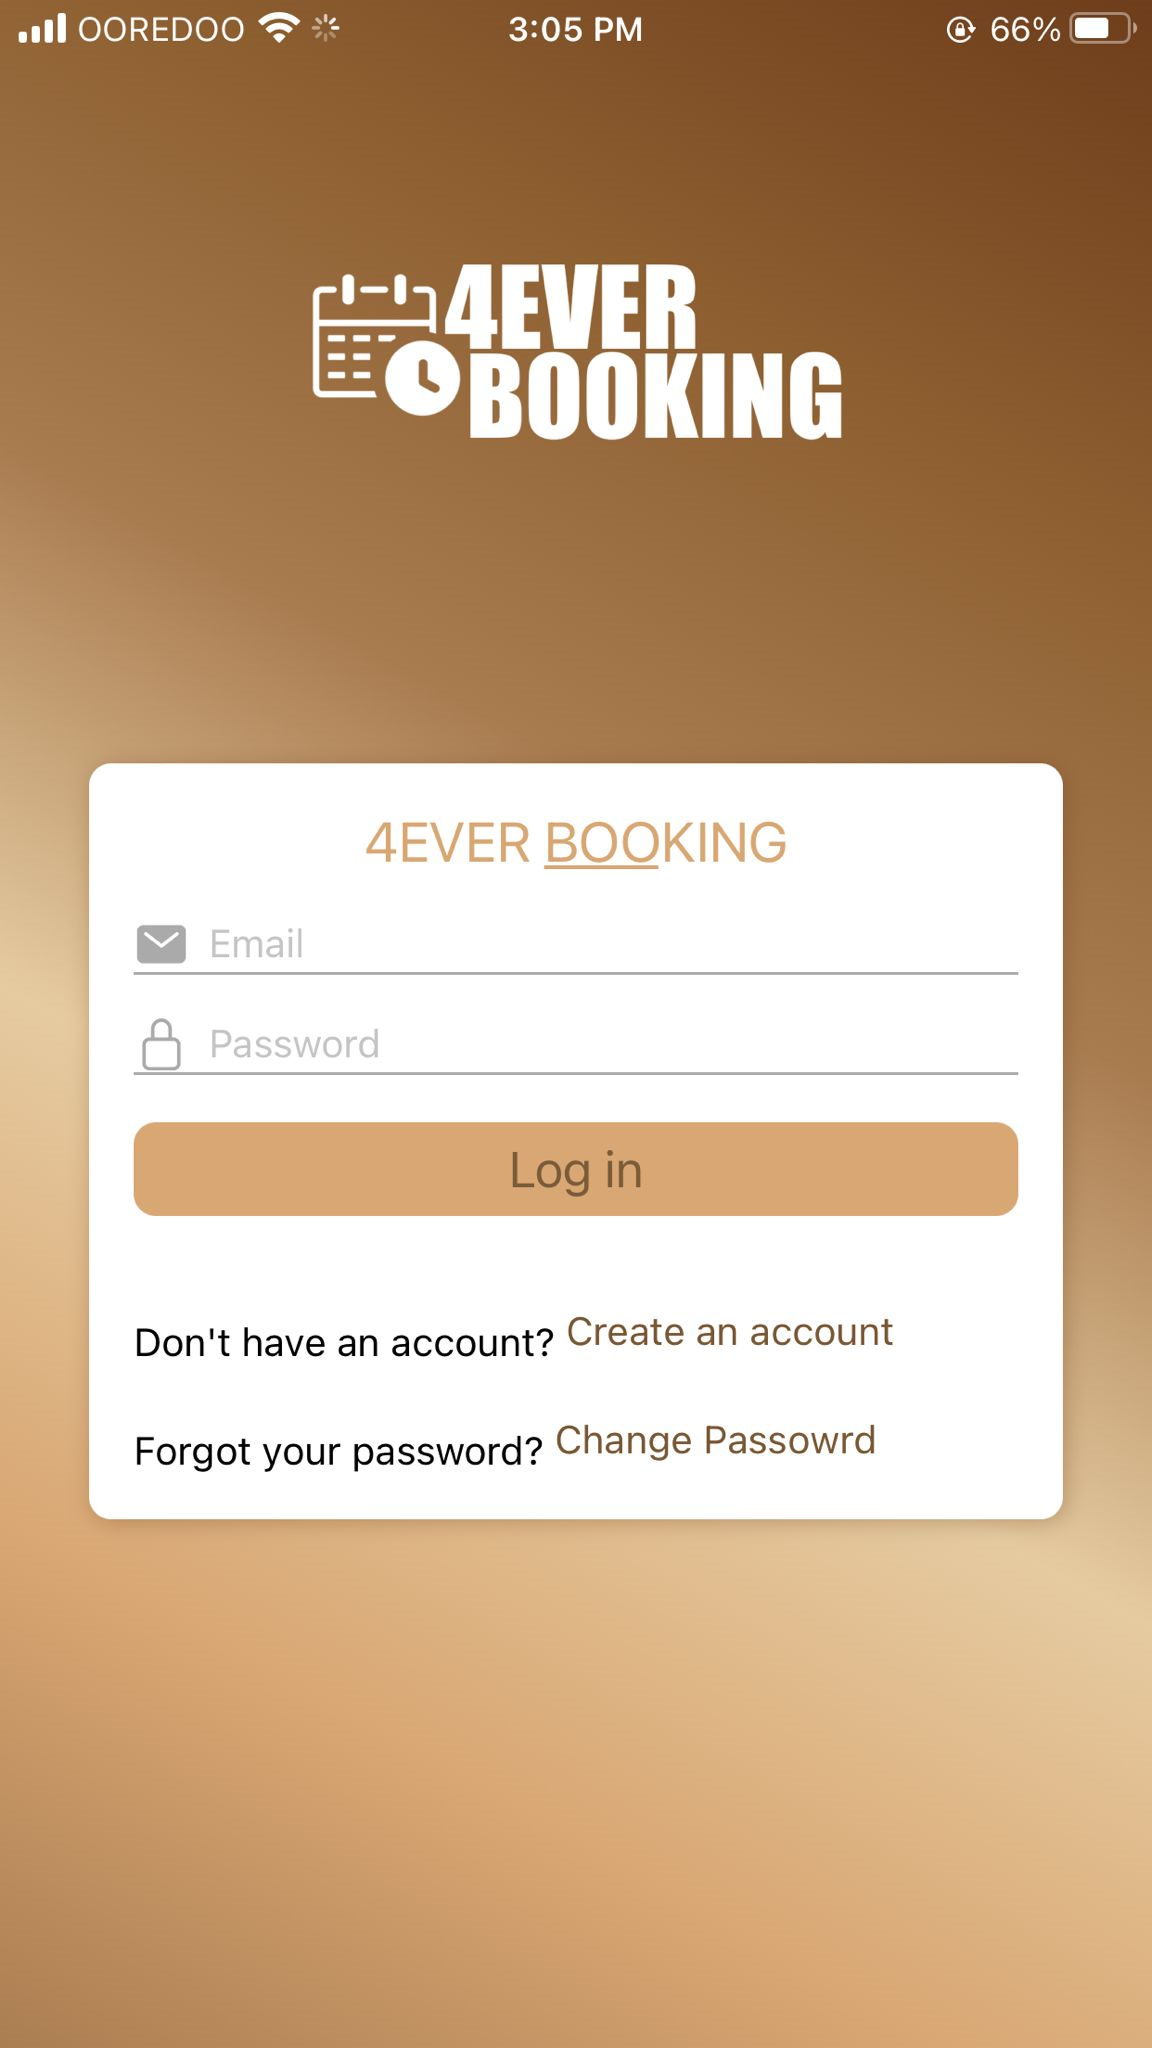 OOREDOO 3:05 PM 66%
4EVER
BOOKING
4EVER BOOKING
Email
Password
Log in
Don't have an account? Create an account
Forgot your password? Change Passowrd